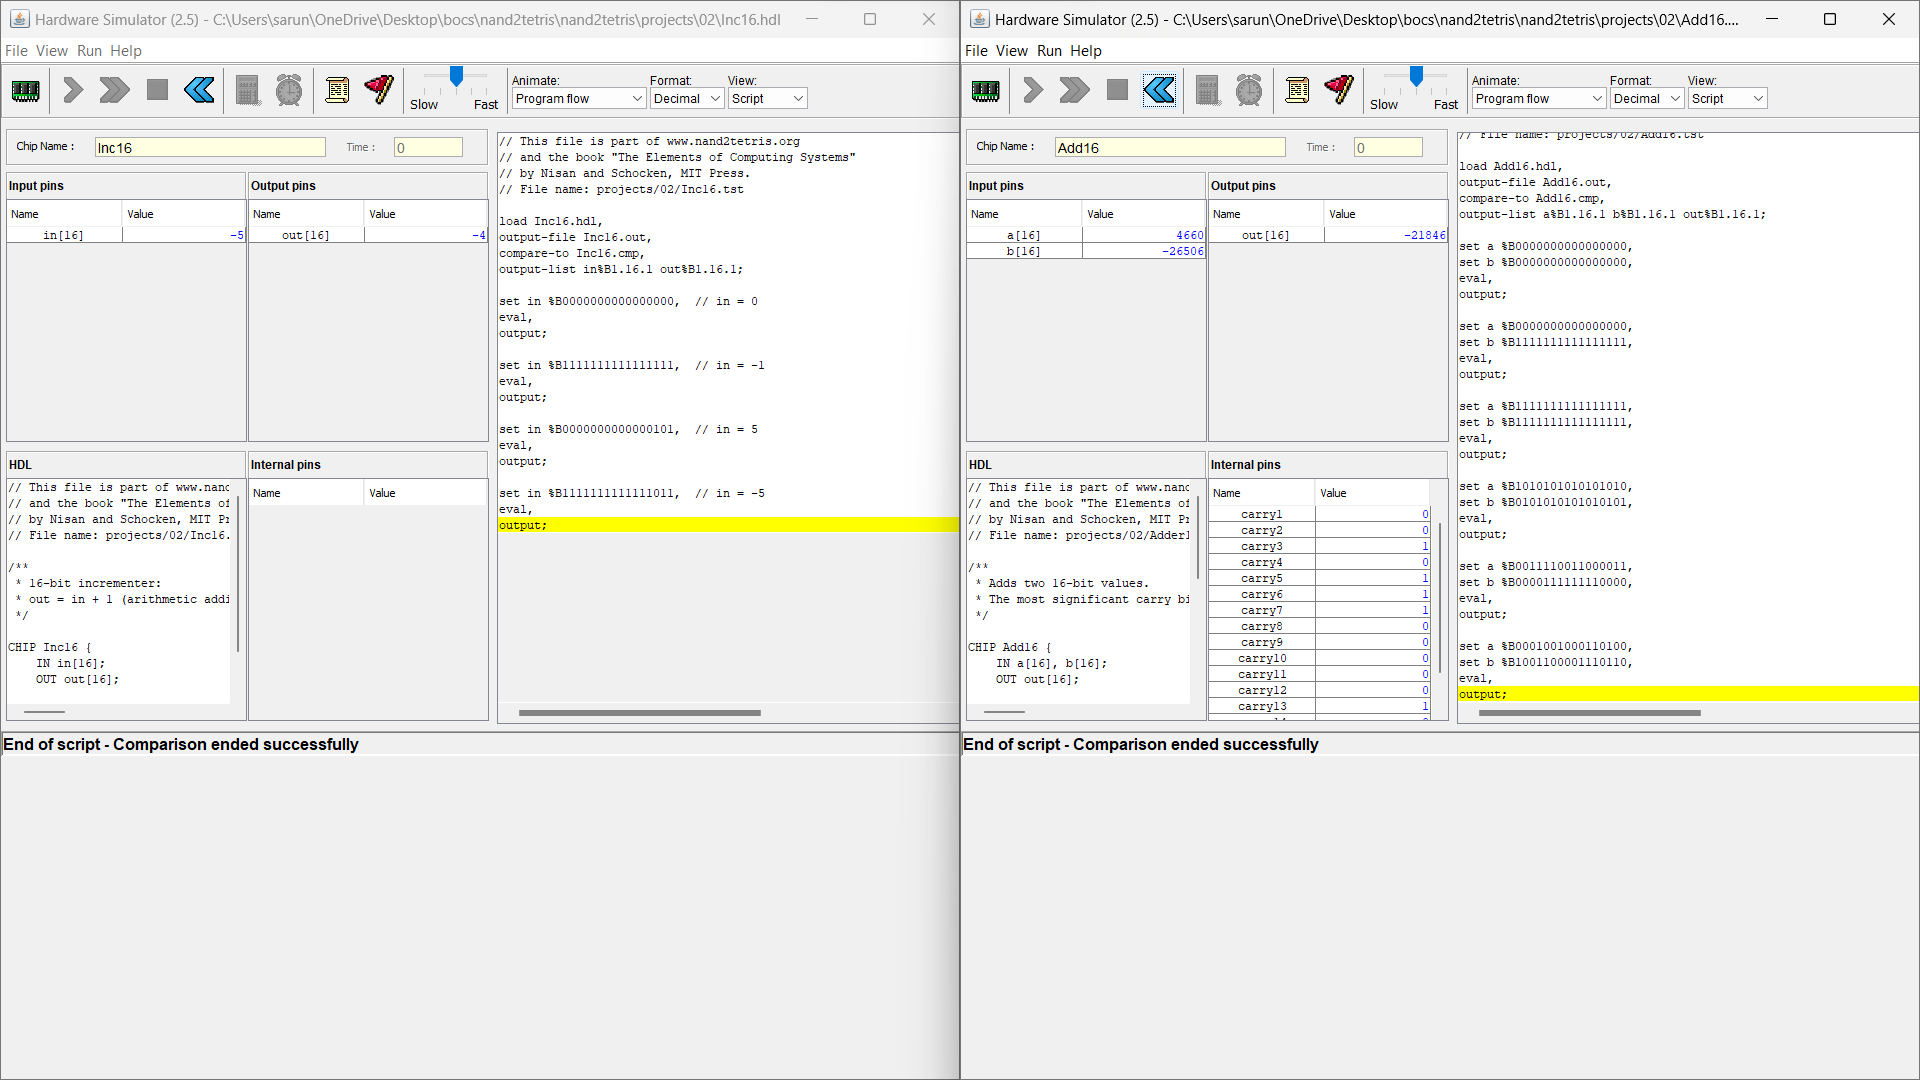 Hardware Simulator (2.5) - C:\Users\sarun\OneDrive\Desktop\bocs\nand2tetris\nand2tetris\projects\02\Inc16.hdl
File View Run Help
Slow Fast
Animate:
Program flow
Format:
Decimal
View:
Script
Chip Name :
Inc16
Time :
0
Input pins
Name Value
in[16] -5
Output pins
Name Value
out[16] -4
HDL
// This file is part of www.nand
// and the book "The Elements of
// by Nisan and Schocken, MIT Pr
// File name: projects/02/Inc16.
/**
* 16-bit incrementer:
* out = in + 1 (arithmetic addi
*/
CHIP Inc16 {
IN in[16];
OUT out[16];
Internal pins
Name Value
// This file is part of www.nand2tetris.org
// and the book "The Elements of Computing Systems"
// by Nisan and Schocken, MIT Press.
// File name: projects/02/Inc16.tst
load Inc16.hdl,
output-file Inc16.out,
compare-to Inc16.cmp,
output-list in%B1.16.1 out%B1.16.1;
set in %B0000000000000000,  // in = 0
eval,
output;
set in %B1111111111111111,  // in = -1
eval,
output;
set in %B0000000000000101,  // in = 5
eval,
output;
set in %B1111111111111011,  // in = -5
eval,
output;
End of script - Comparison ended successfully
Hardware Simulator (2.5) - C:\Users\sarun\OneDrive\Desktop\bocs\nand2tetris\nand2tetris\projects\02\Add16....
File View Run Help
Slow Fast
Animate:
Program flow
Format:
Decimal
View:
Script
Chip Name :
Add16
Time :
0
Input pins
Name Value
a[16] 4660
b[16] -26506
Output pins
Name Value
out[16] -21846
HDL
// This file is part of www.nand
// and the book "The Elements of
// by Nisan and Schocken, MIT Pr
// File name: projects/02/Adder1
/**
* Adds two 16-bit values.
* The most significant carry bi
*/
CHIP Add16 {
IN a[16], b[16];
OUT out[16];
Internal pins
Name Value
carry1 0
carry2 0
carry3 1
carry4 0
carry5 1
carry6 1
carry7 1
carry8 0
carry9 0
carry10 0
carry11 0
carry12 0
carry13 1
// File name: projects/02/Add16.tst
load Add16.hdl,
output-file Add16.out,
compare-to Add16.cmp,
output-list a%B1.16.1 b%B1.16.1 out%B1.16.1;
set a %B0000000000000000,
set b %B0000000000000000,
eval,
output;
set a %B0000000000000000,
set b %B1111111111111111,
eval,
output;
set a %B1111111111111111,
set b %B1111111111111111,
eval,
output;
set a %B1010101010101010,
set b %B0101010101010101,
eval,
output;
set a %B0011110011000011,
set b %B0000111111110000,
eval,
output;
set a %B0001001000110100,
set b %B1001100001110110,
eval,
output;
End of script - Comparison ended successfully